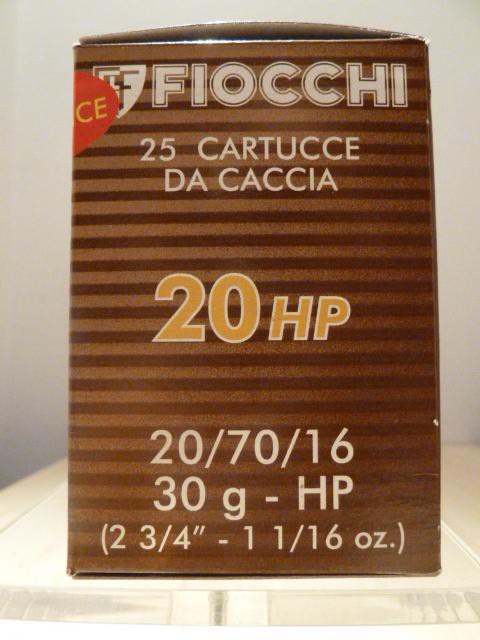 FIOCCHI
CE
25 CARTUCCE
DA CACCIA
20 HP
20/70/16
30 g - HP
(2 3/4" - 1 1/16 oz.)